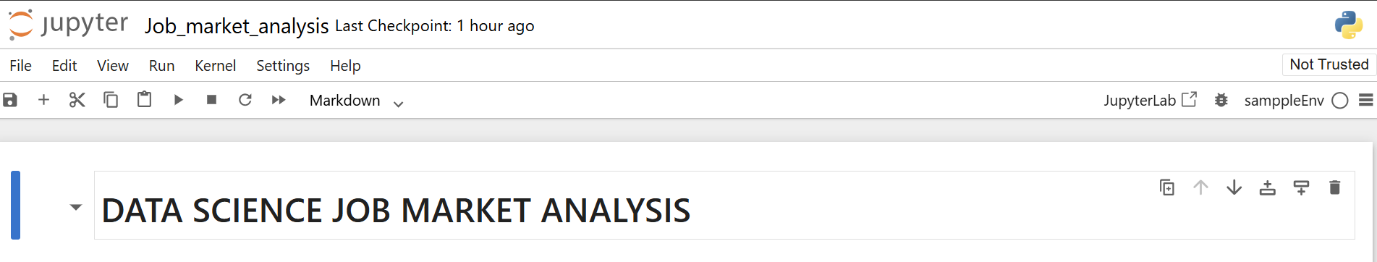 jupyter Job_market_analysis Last Checkpoint: 1 hour ago
File Edit View Run Kernel Settings Help Not Trusted
Markdown JupyterLab samppleEnv
DATA SCIENCE JOB MARKET ANALYSIS